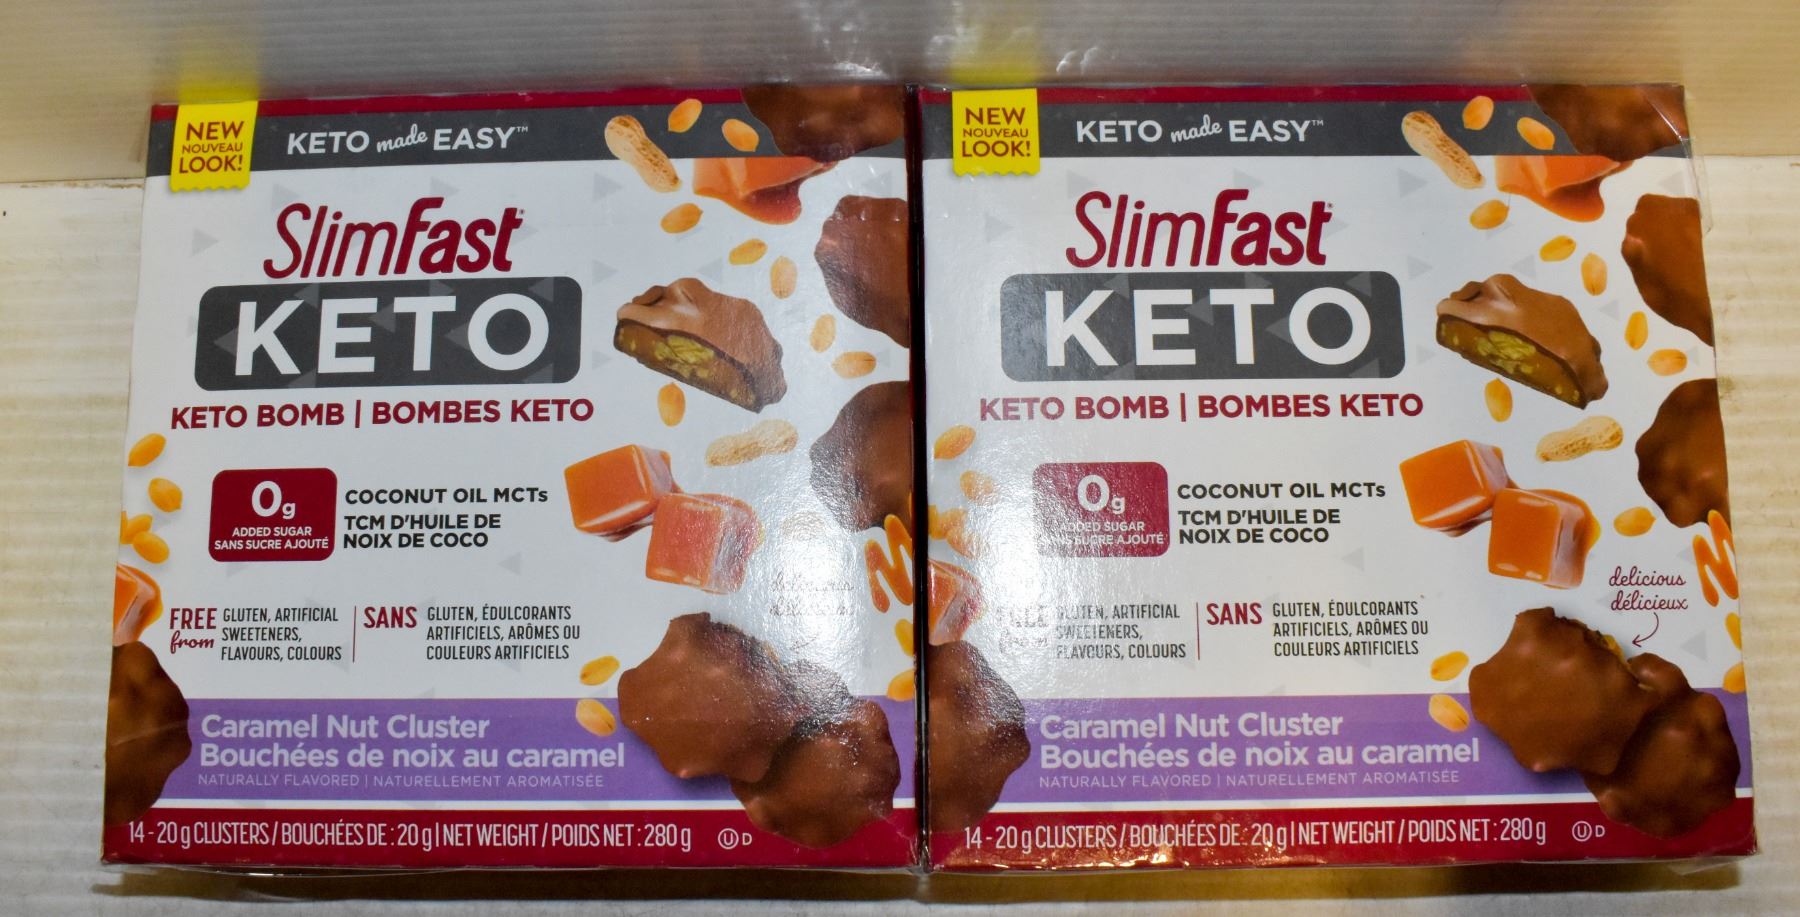 NEW
NOUVEAU
LOOK!
KETO made EASY™
SlimFast®
KETO
KETO BOMB | BOMBES KETO
0g
ADDED SUGAR
SANS SUCRE AJOUTÉ
COCONUT OIL MCTs
TCM D'HUILE DE
NOIX DE COCO
FREE from
GLUTEN, ARTIFICIAL
SWEETENERS,
FLAVOURS, COLOURS
SANS
GLUTEN, ÉDULCORANTS
ARTIFICIELS, ARÔMES OU
COULEURS ARTIFICIELS
Caramel Nut Cluster
Bouchées de noix au caramel
NATURALLY FLAVORED | NATURELLEMENT AROMATISÉE
14 - 20 g CLUSTERS / BOUCHÉES DE : 20 g | NET WEIGHT / POIDS NET : 280 g Ⓤ D
NEW
NOUVEAU
LOOK!
KETO made EASY™
SlimFast®
KETO
KETO BOMB | BOMBES KETO
0g
ADDED SUGAR
SANS SUCRE AJOUTÉ
COCONUT OIL MCTs
TCM D'HUILE DE
NOIX DE COCO
delicious
délicieux
FREE
GLUTEN, ARTIFICIAL
SWEETENERS,
FLAVOURS, COLOURS
SANS
GLUTEN, ÉDULCORANTS
ARTIFICIELS, ARÔMES OU
COULEURS ARTIFICIELS
Caramel Nut Cluster
Bouchées de noix au caramel
NATURALLY FLAVORED | NATURELLEMENT AROMATISÉE
14 - 20 g CLUSTERS / BOUCHÉES DE : 20 g | NET WEIGHT / POIDS NET : 280 g Ⓤ D